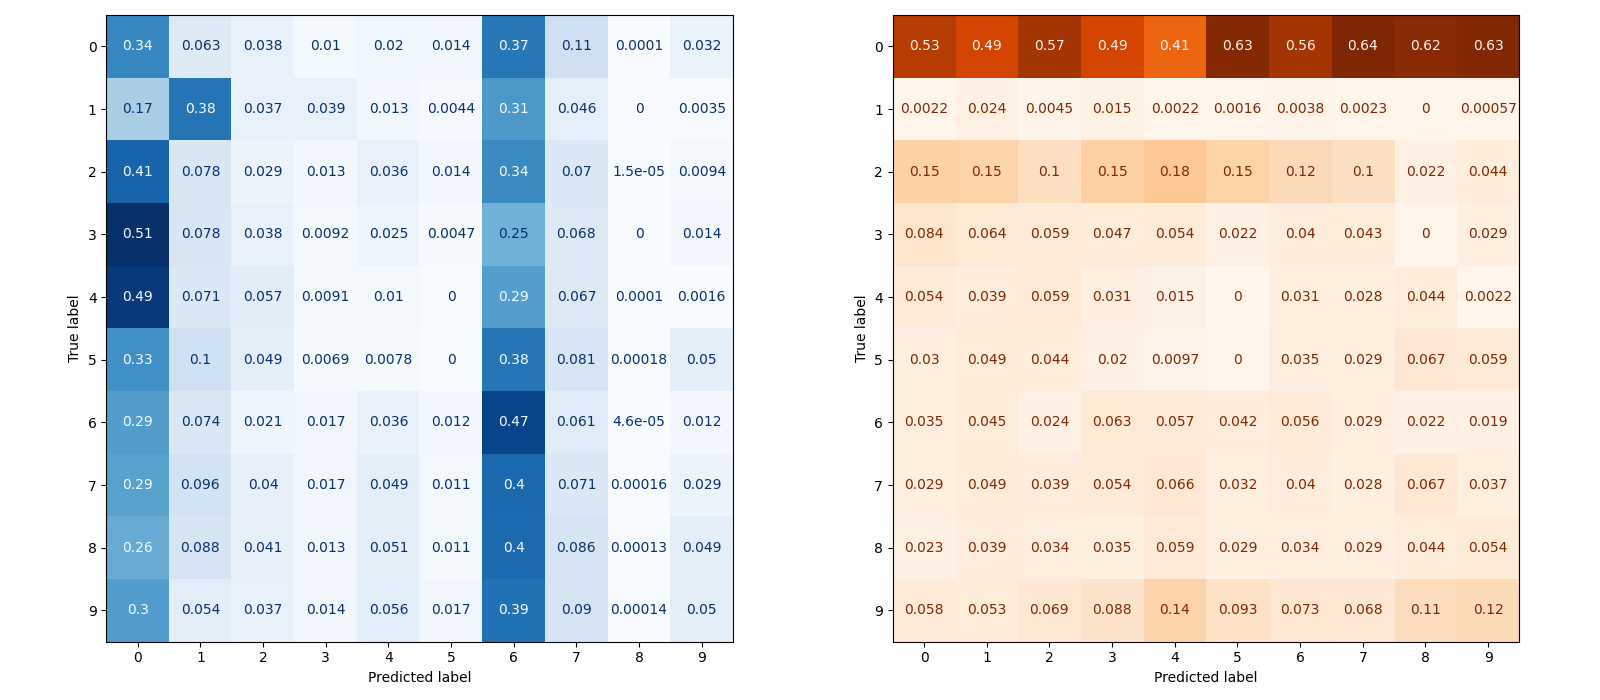 0 0.34 0.063 0.038 0.01 0.02 0.014 0.37 0.11 0.0001 0.032
1 0.17 0.38 0.037 0.039 0.013 0.0044 0.31 0.046 0 0.0035
2 0.41 0.078 0.029 0.013 0.036 0.014 0.34 0.07 1.5e-05 0.0094
3 0.51 0.078 0.038 0.0092 0.025 0.0047 0.25 0.068 0 0.014
4 0.49 0.071 0.057 0.0091 0.01 0 0.29 0.067 0.0001 0.0016
5 0.33 0.1 0.049 0.0069 0.0078 0 0.38 0.081 0.00018 0.05
6 0.29 0.074 0.021 0.017 0.036 0.012 0.47 0.061 4.6e-05 0.012
7 0.29 0.096 0.04 0.017 0.049 0.011 0.4 0.071 0.00016 0.029
8 0.26 0.088 0.041 0.013 0.051 0.011 0.4 0.086 0.00013 0.049
9 0.3 0.054 0.037 0.014 0.056 0.017 0.39 0.09 0.00014 0.05
0 1 2 3 4 5 6 7 8 9
Predicted label
True label
0 0.53 0.49 0.57 0.49 0.41 0.63 0.56 0.64 0.62 0.63
1 0.0022 0.024 0.0045 0.015 0.0022 0.0016 0.0038 0.0023 0 0.00057
2 0.15 0.15 0.1 0.15 0.18 0.15 0.12 0.1 0.022 0.044
3 0.084 0.064 0.059 0.047 0.054 0.022 0.04 0.043 0 0.029
4 0.054 0.039 0.059 0.031 0.015 0 0.031 0.028 0.044 0.0022
5 0.03 0.049 0.044 0.02 0.0097 0 0.035 0.029 0.067 0.059
6 0.035 0.045 0.024 0.063 0.057 0.042 0.056 0.029 0.022 0.019
7 0.029 0.049 0.039 0.054 0.066 0.032 0.04 0.028 0.067 0.037
8 0.023 0.039 0.034 0.035 0.059 0.029 0.034 0.029 0.044 0.054
9 0.058 0.053 0.069 0.088 0.14 0.093 0.073 0.068 0.11 0.12
0 1 2 3 4 5 6 7 8 9
Predicted label
True label